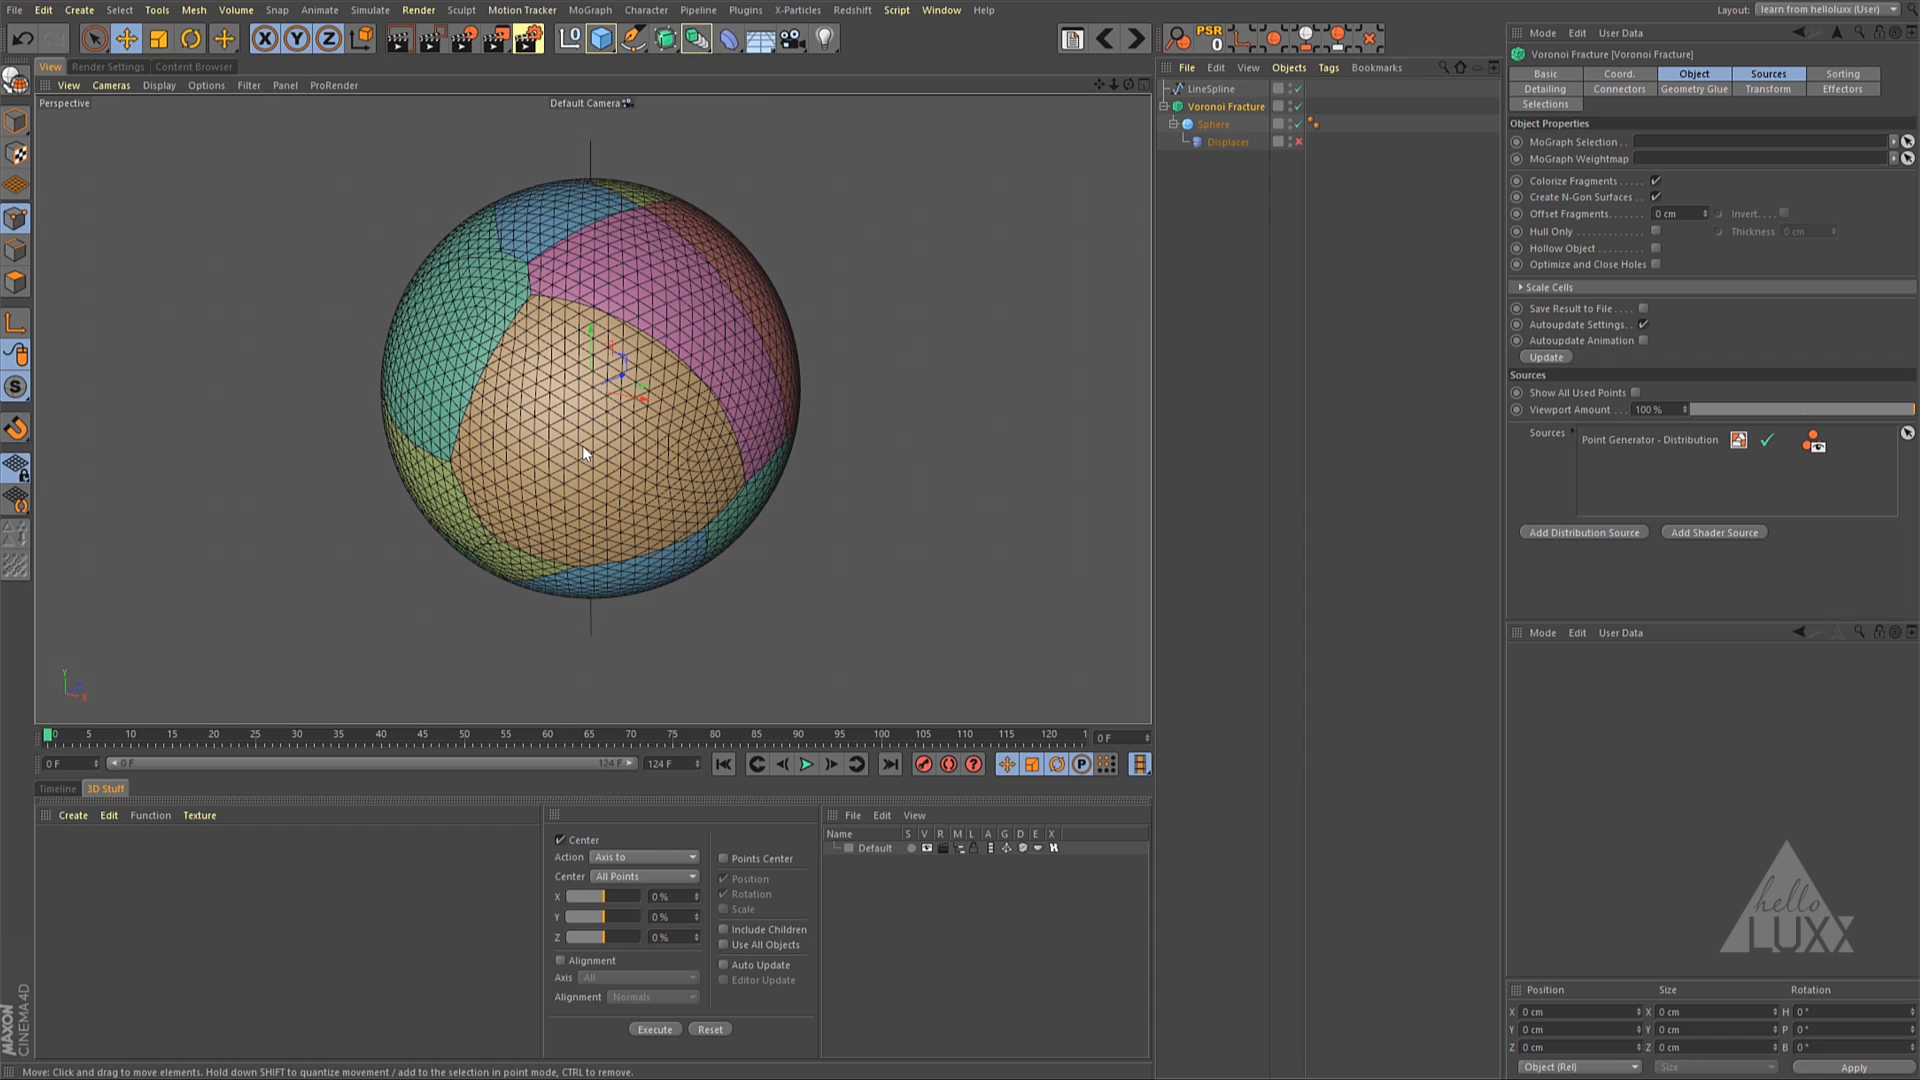 File Edit Create Select Tools Mesh Volume Snap Animate Simulate Render Sculpt Motion Tracker MoGraph Character Pipeline Plugins X-Particles Redshift Script Window Help
Layout: learn from helloluxx (User)
X Y Z
PSR
0
View Render Settings Content Browser
View Cameras Display Options Filter Panel ProRender
Perspective
Default Camera
Y
X
S
File Edit View Objects Tags Bookmarks
LineSpline
Voronoi Fracture
Sphere
Displacer
Mode Edit User Data
Voronoi Fracture [Voronoi Fracture]
Basic Coord. Object Sources Sorting
Detailing Connectors Geometry Glue Transform Effectors
Selections
Object Properties
MoGraph Selection . .
MoGraph Weightmap
Colorize Fragments . . . . .
Create N-Gon Surfaces . .
Offset Fragments. . . . . . . 0 cm Invert. . . .
Hull Only . . . . . . . . . . . . . Thickness 0 cm
Hollow Object . . . . . . . . .
Optimize and Close Holes
Scale Cells
Save Result to File . . . .
Autoupdate Settings. .
Autoupdate Animation
Update
Sources
Show All Used Points
Viewport Amount . . . 100 %
Sources Point Generator - Distribution
Add Distribution Source Add Shader Source
Mode Edit User Data
0 5 10 15 20 25 30 35 40 45 50 55 60 65 70 75 80 85 90 95 100 105 110 115 120 1 0 F
0 F 0 F 124 F 124 F P
Timeline 3D Stuff
Create Edit Function Texture
Center
Action Axis to
Center All Points
X 0 %
Y 0 %
Z 0 %
Alignment
Axis All
Alignment Normals
Points Center
Position
Rotation
Scale
Include Children
Use All Objects
Auto Update
Editor Update
Execute Reset
File Edit View
Name S V R M L A G D E X
Default
hello
LUXX
Position Size Rotation
X 0 cm X 0 cm H 0 °
Y 0 cm Y 0 cm P 0 °
Z 0 cm Z 0 cm B 0 °
Object (Rel) Size Apply
MAXON
CINEMA 4D
Move: Click and drag to move elements. Hold down SHIFT to quantize movement / add to the selection in point mode, CTRL to remove.